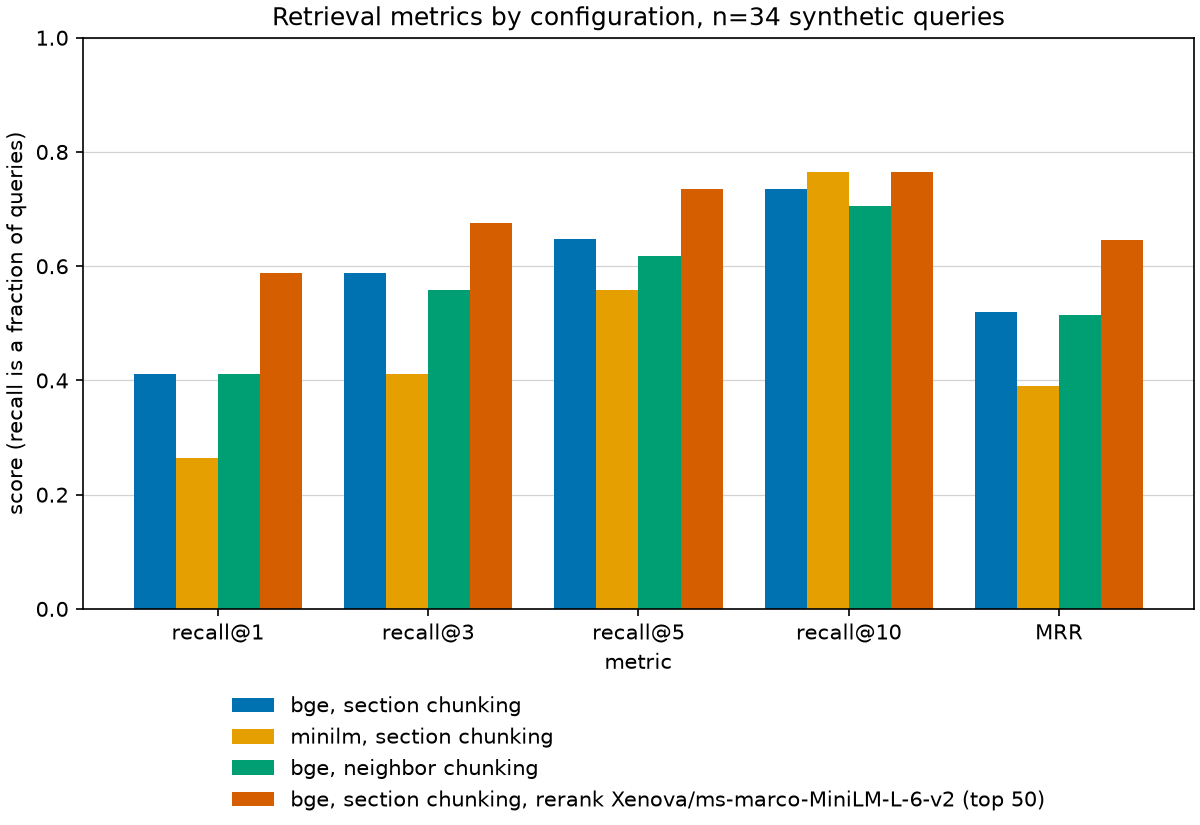 Retrieval metrics by configuration, n=34 synthetic queries
1.0
0.8
0.6
0.4
0.2
0.0
score (recall is a fraction of queries)
recall@1 recall@3 recall@5 recall@10 MRR
metric
bge, section chunking
minilm, section chunking
bge, neighbor chunking
bge, section chunking, rerank Xenova/ms-marco-MiniLM-L-6-v2 (top 50)